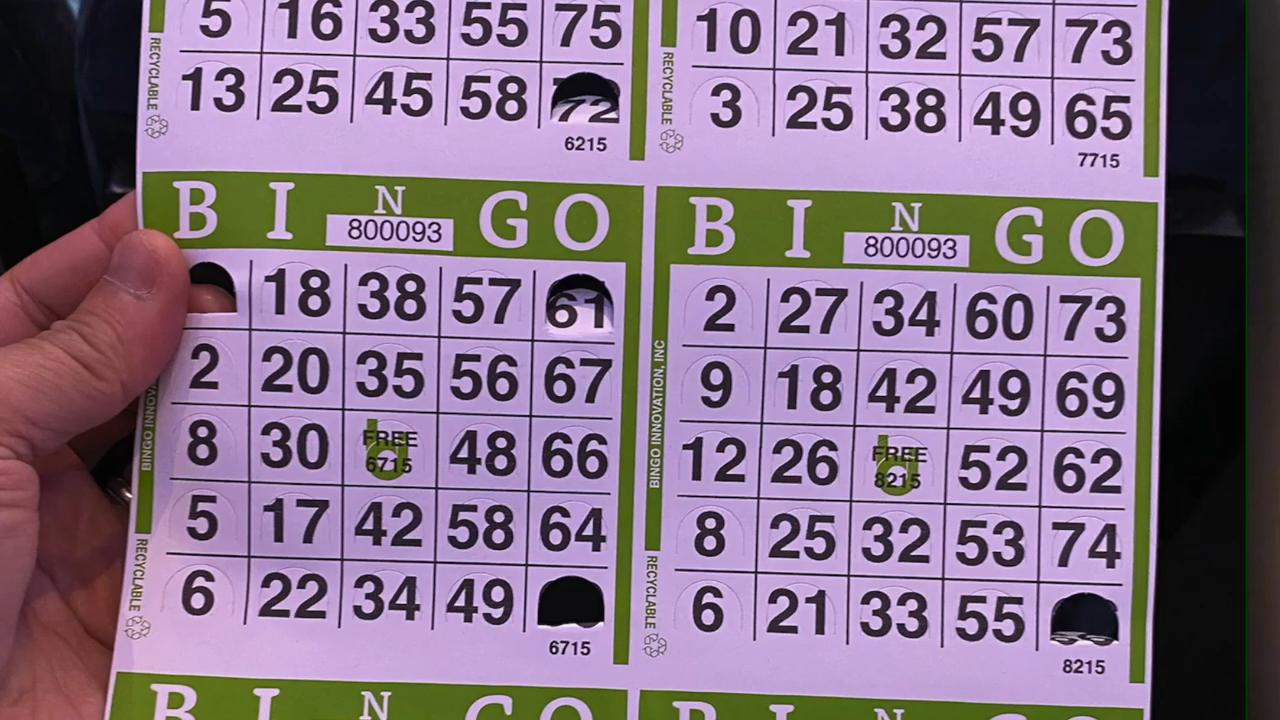 5 16 33 55 75
13 25 45 58 72
RECYCLABLE
6215
10 21 32 57 73
3 25 38 49 65
RECYCLABLE
7715
B I N G O
800093
18 38 57 61
2 20 35 56 67
8 30 FREE 48 66
6715
5 17 42 58 64
6 22 34 49
RECYCLABLE
6715
B I N G O
800093
2 27 34 60 73
9 18 42 49 69
12 26 FREE 52 62
8215
8 25 32 53 74
6 21 33 55
BINGO INNOVATION, INC
RECYCLABLE
8215
B I N G O
B I N G O